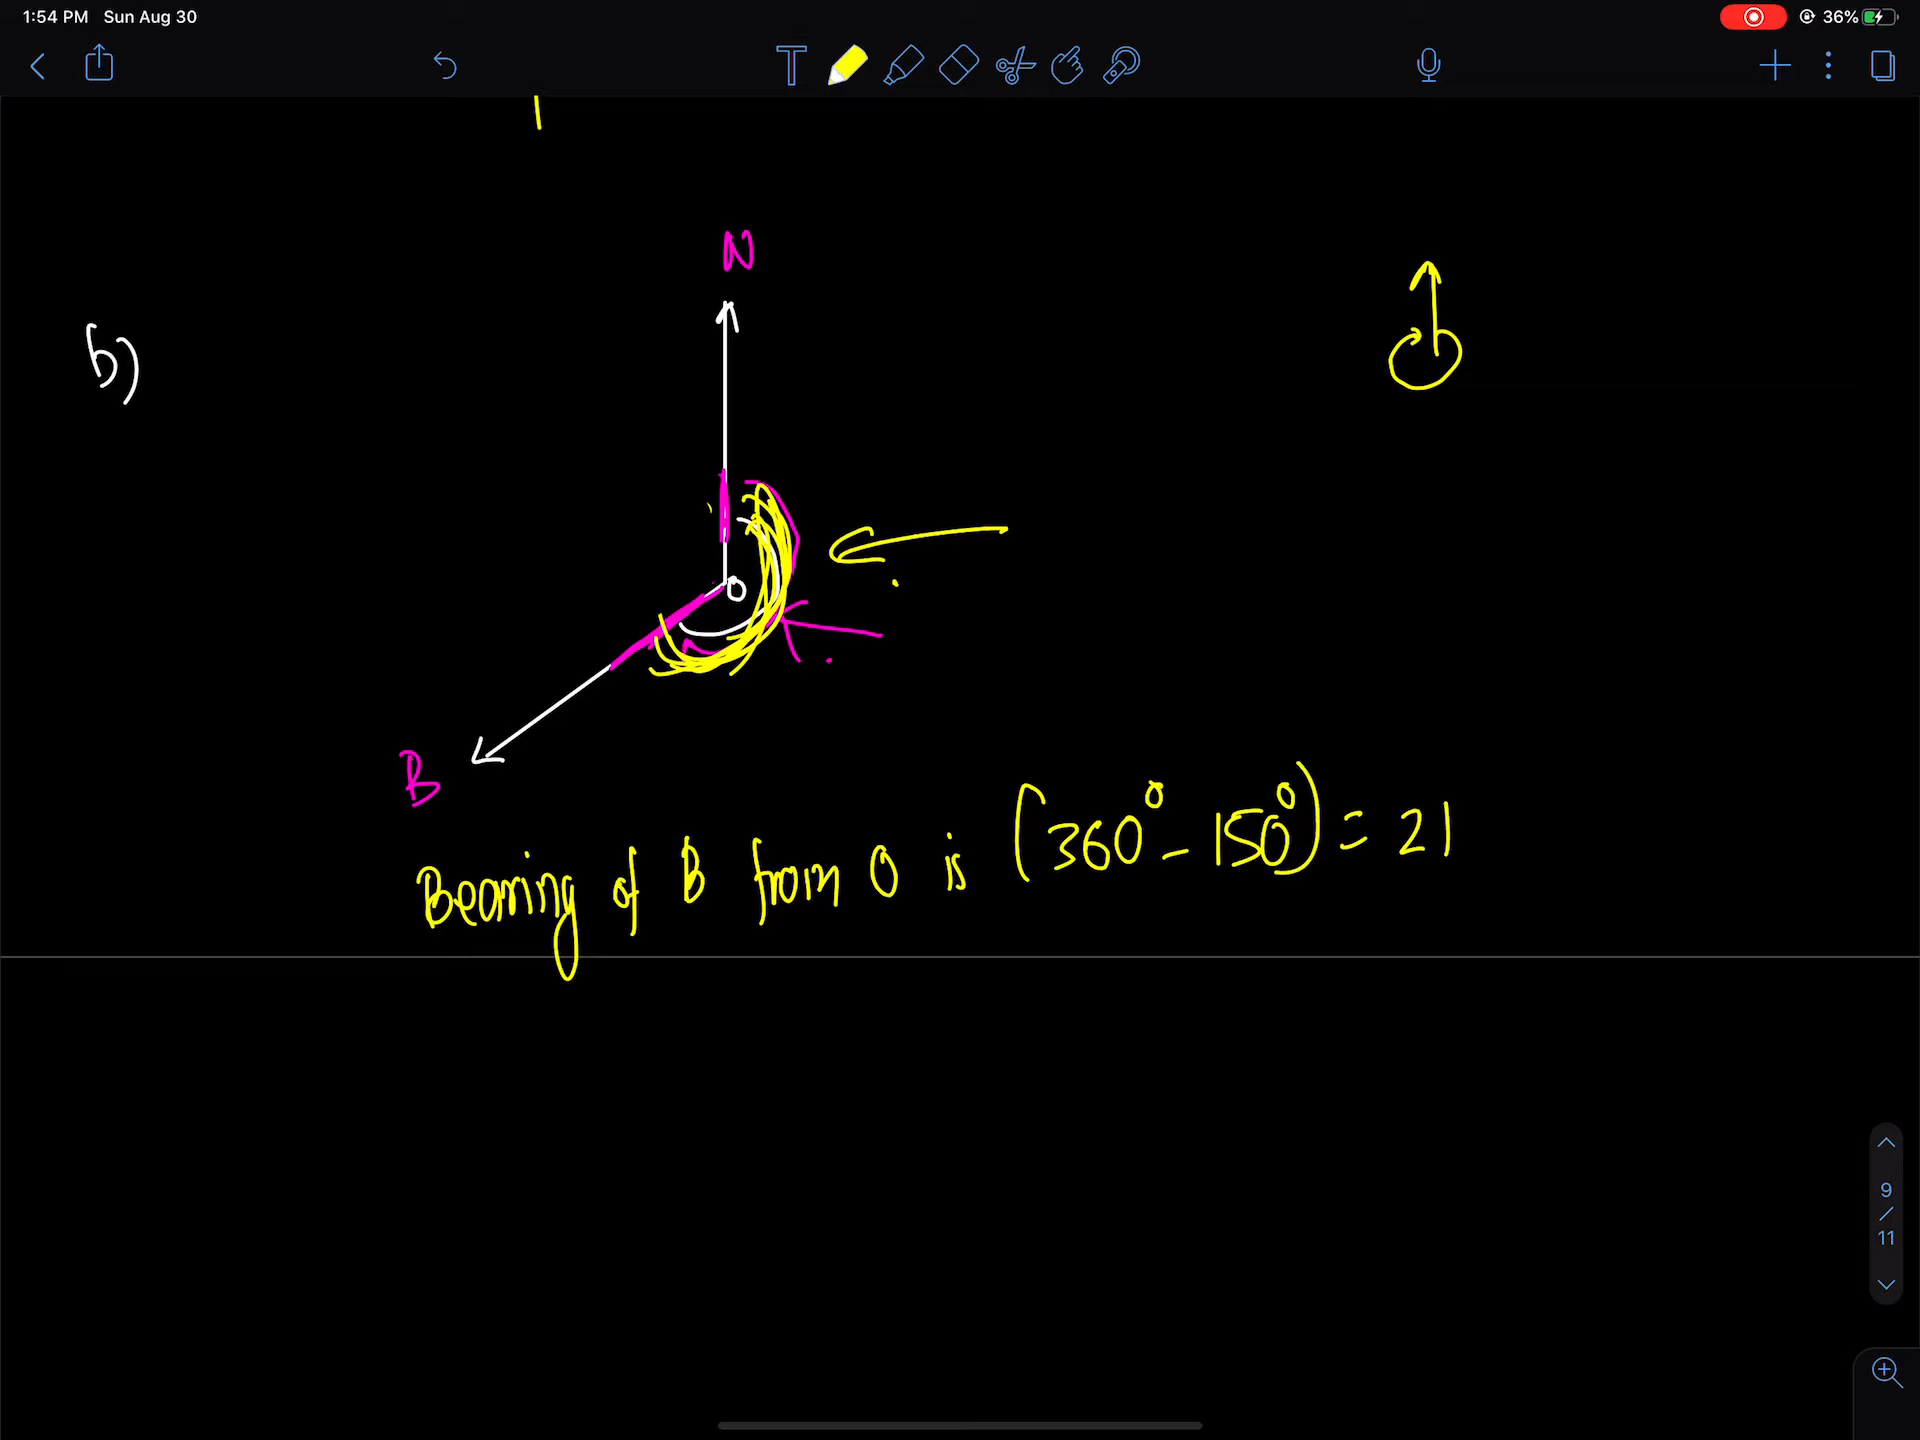 1:54 PM Sun Aug 30
36%
T
N
b)
O
B
Bearing of B from O is (360° - 150°) = 21
9
/
11